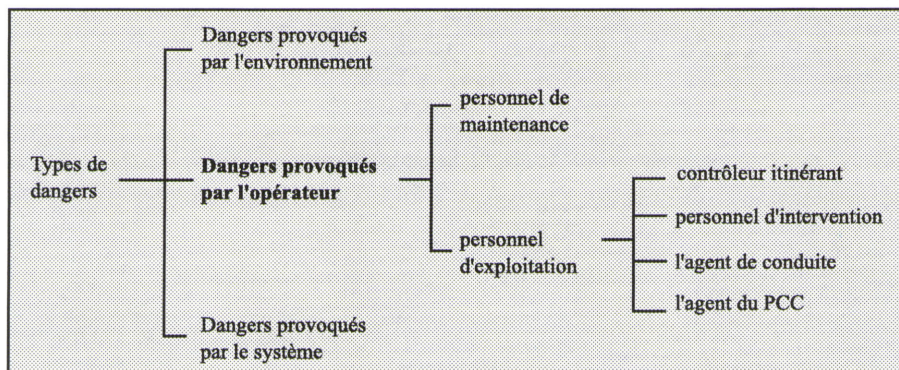 Types de
dangers
Dangers provoqués
par l'environnement
Dangers provoqués
par l'opérateur
Dangers provoqués
par le système
personnel de
maintenance
personnel
d'exploitation
contrôleur itinérant
personnel d'intervention
l'agent de conduite
l'agent du PCC